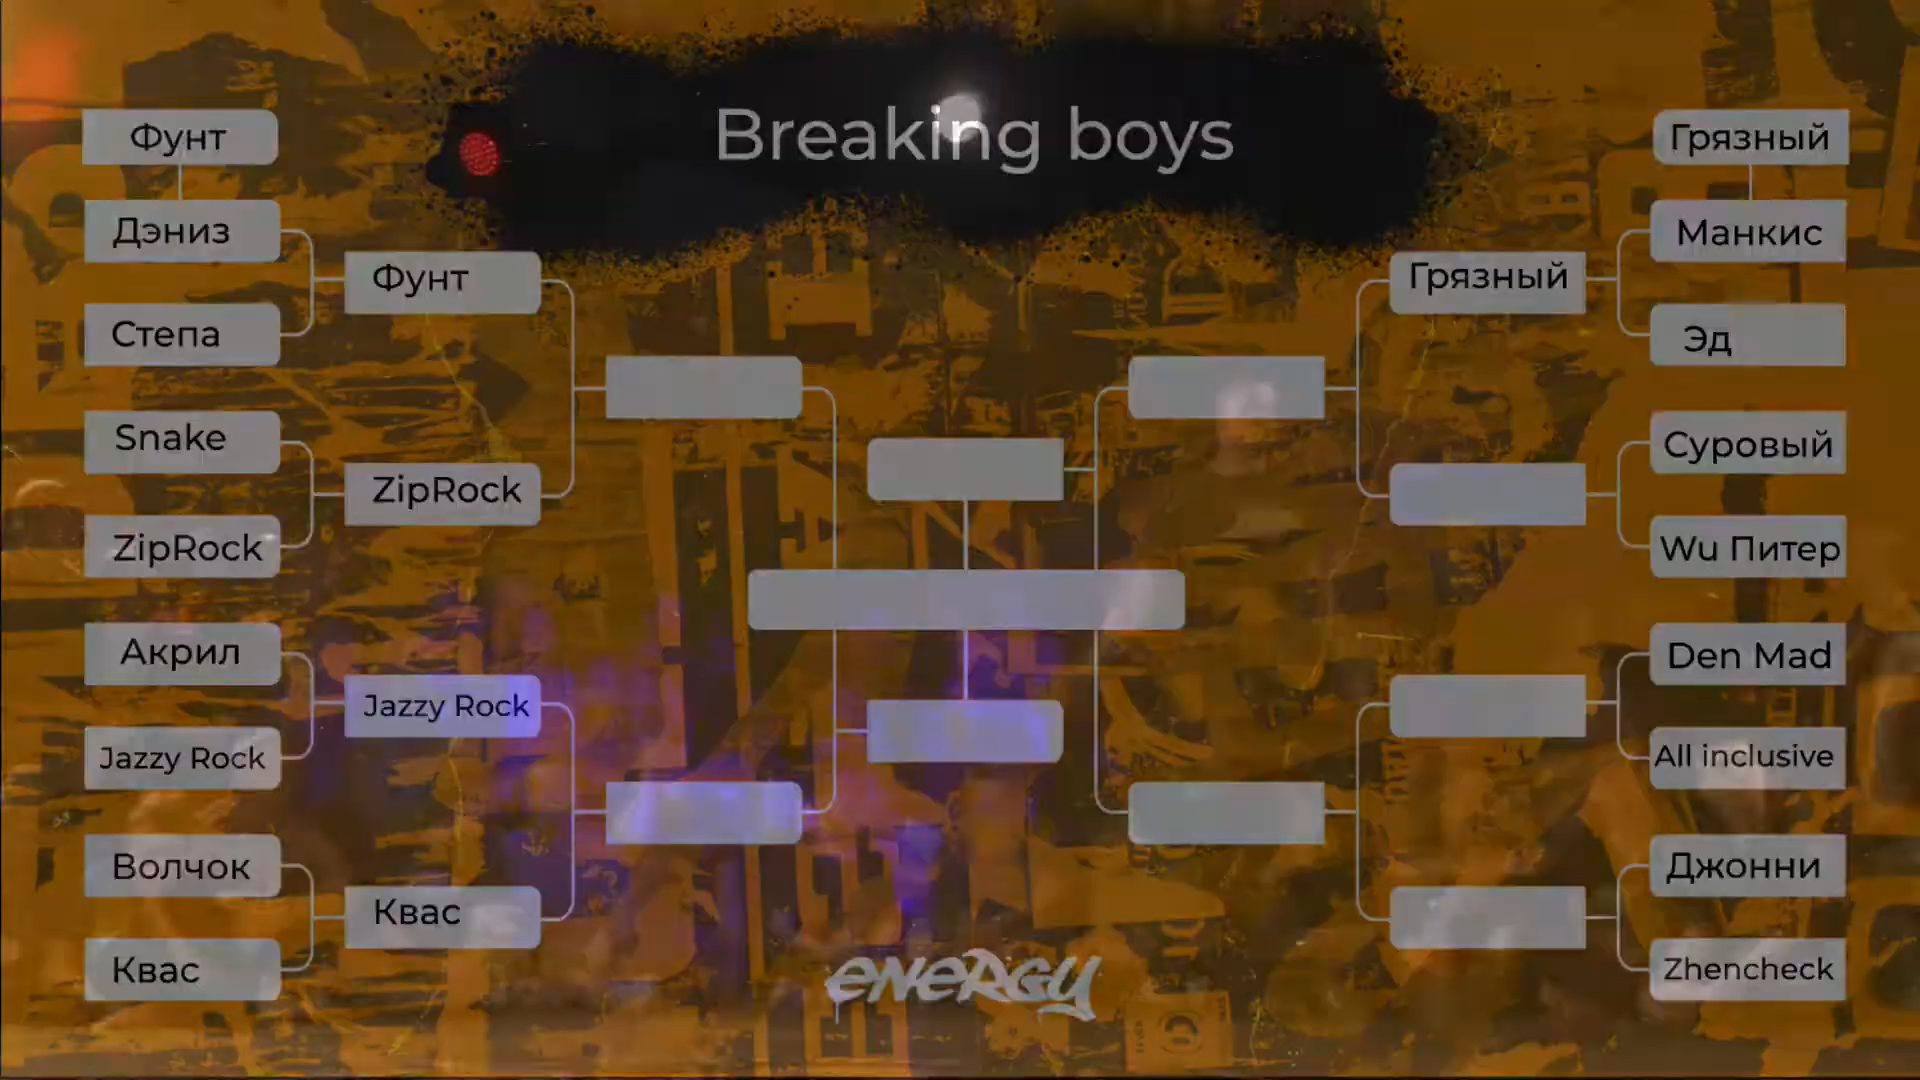 Breaking boys
Фунт
Дэниз
Степа
Snake
ZipRock
Акрил
Jazzy Rock
Волчок
Квас
Фунт
ZipRock
Jazzy Rock
Квас
Грязный
Грязный
Манкис
Эд
Суровый
Wu Питер
Den Mad
All inclusive
Джонни
Zhencheck
ENERGY